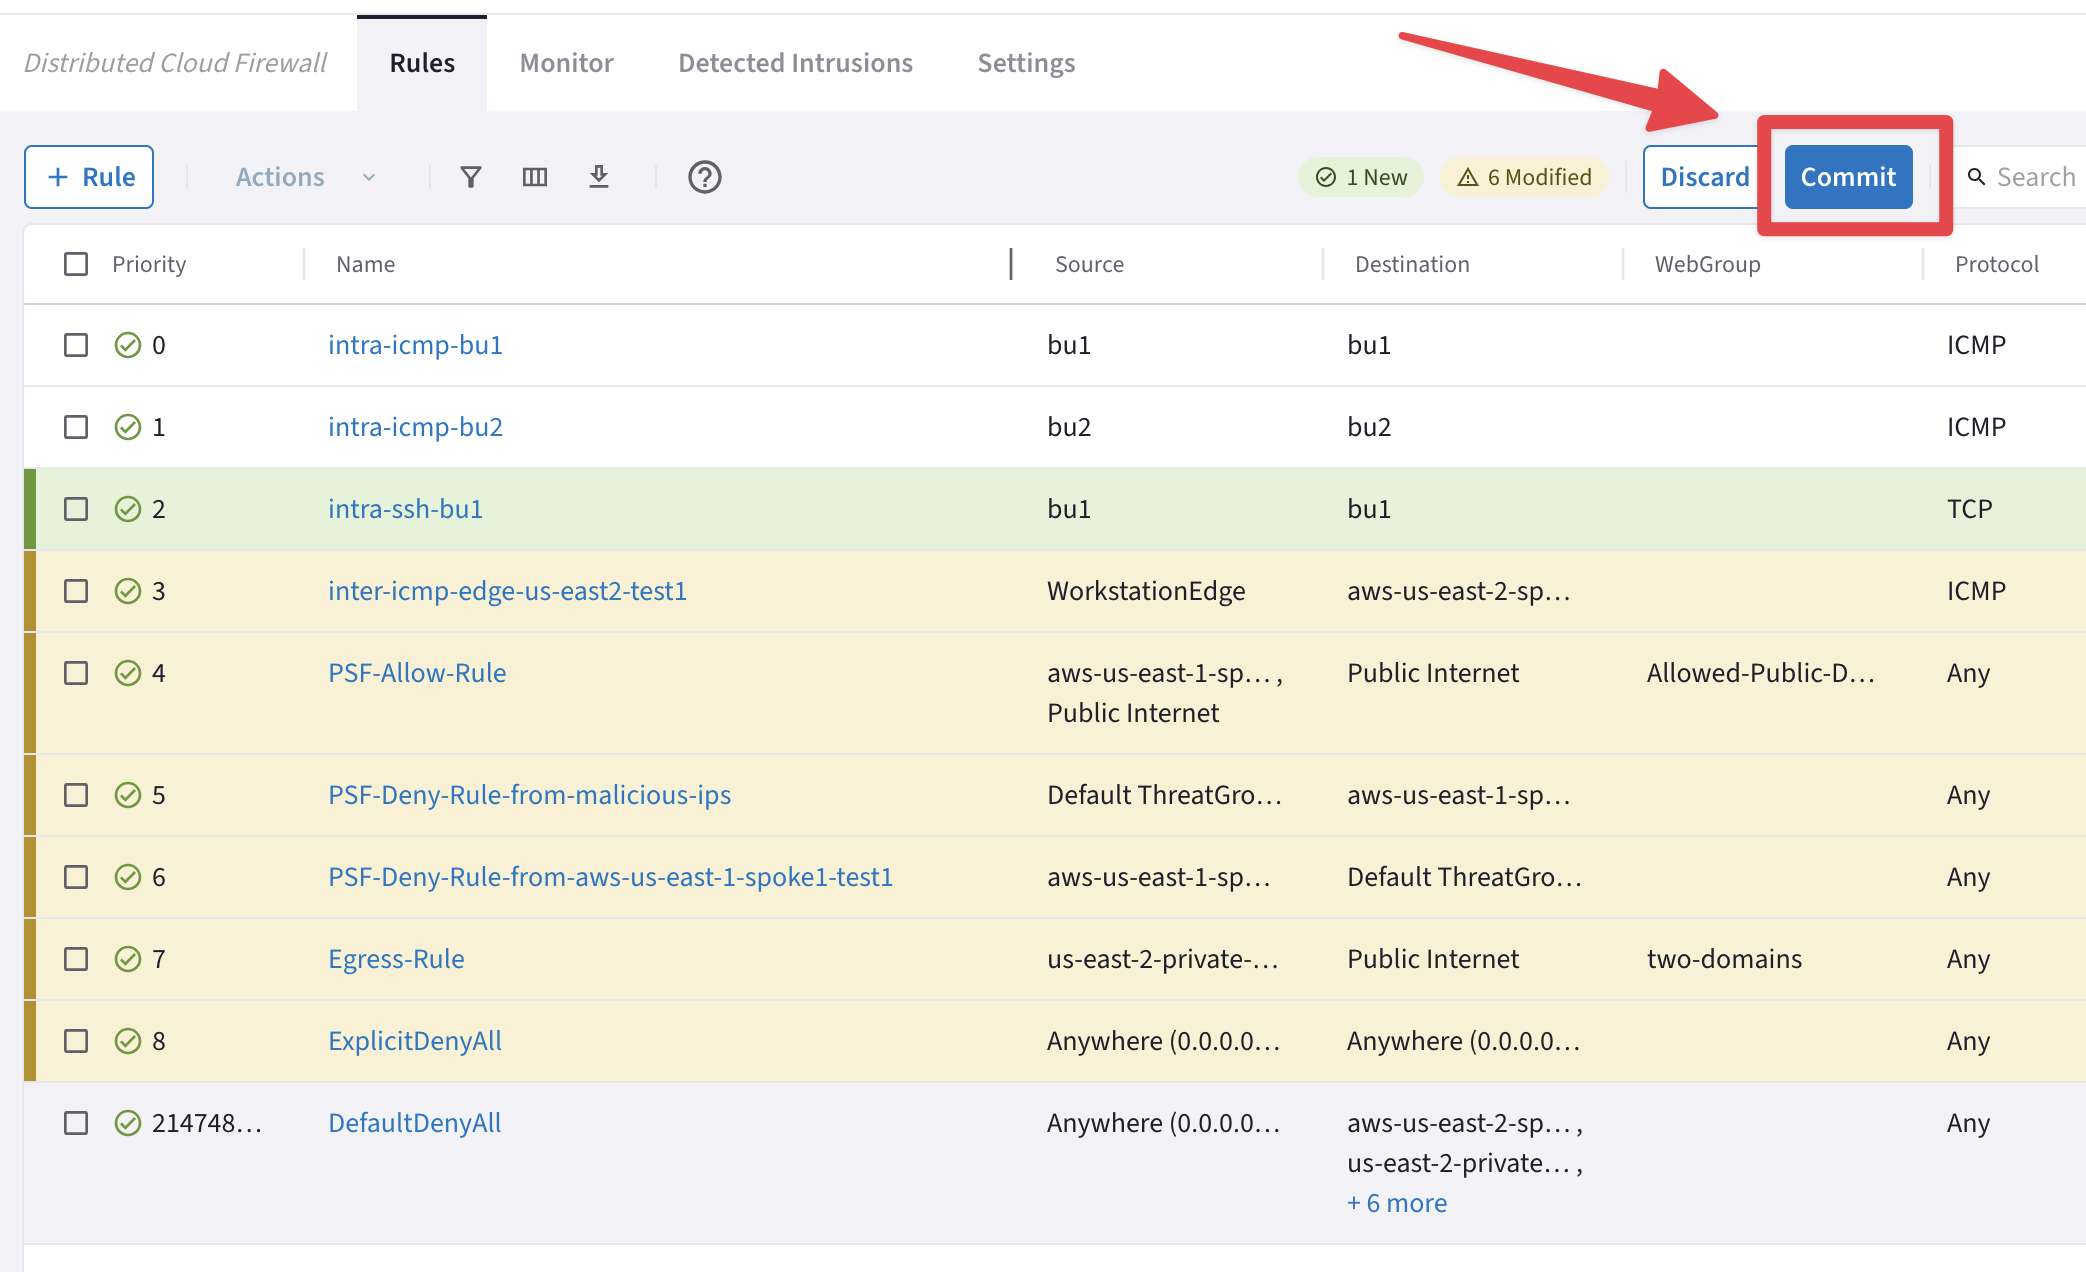 Distributed Cloud Firewall Rules Monitor Detected Intrusions Settings
+ Rule Actions 1 New 6 Modified Discard Commit Search
Priority Name Source Destination WebGroup Protocol
0 intra-icmp-bu1 bu1 bu1 ICMP
1 intra-icmp-bu2 bu2 bu2 ICMP
2 intra-ssh-bu1 bu1 bu1 TCP
3 inter-icmp-edge-us-east2-test1 WorkstationEdge aws-us-east-2-sp... ICMP
4 PSF-Allow-Rule aws-us-east-1-sp... , Public Internet Allowed-Public-D... Any
Public Internet
5 PSF-Deny-Rule-from-malicious-ips Default ThreatGro... aws-us-east-1-sp... Any
6 PSF-Deny-Rule-from-aws-us-east-1-spoke1-test1 aws-us-east-1-sp... Default ThreatGro... Any
7 Egress-Rule us-east-2-private-... Public Internet two-domains Any
8 ExplicitDenyAll Anywhere (0.0.0.0... Anywhere (0.0.0.0... Any
214748... DefaultDenyAll Anywhere (0.0.0.0... aws-us-east-2-sp... , Any
us-east-2-private... ,
+ 6 more